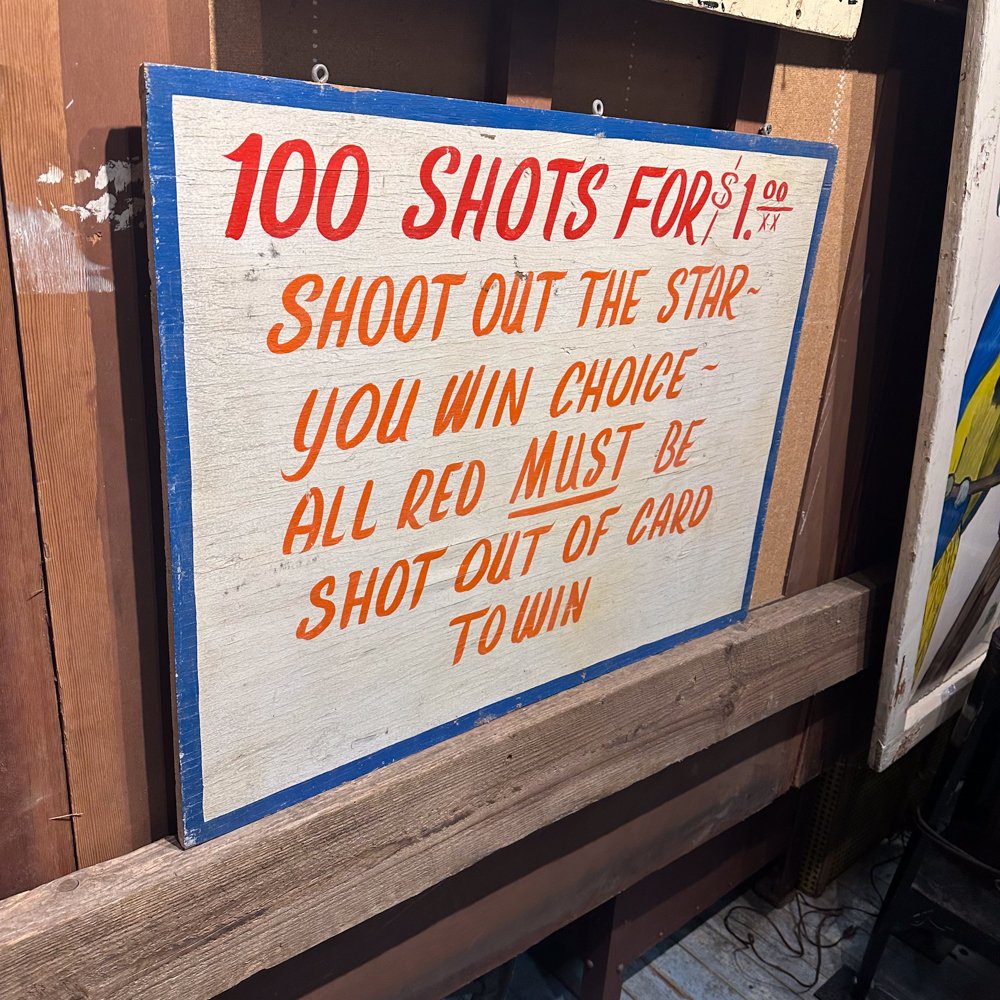 100 SHOTS FOR $1.00
SHOOT OUT THE STAR~
YOU WIN CHOICE~
ALL RED MUST BE
SHOT OUT OF CARD
TO WIN